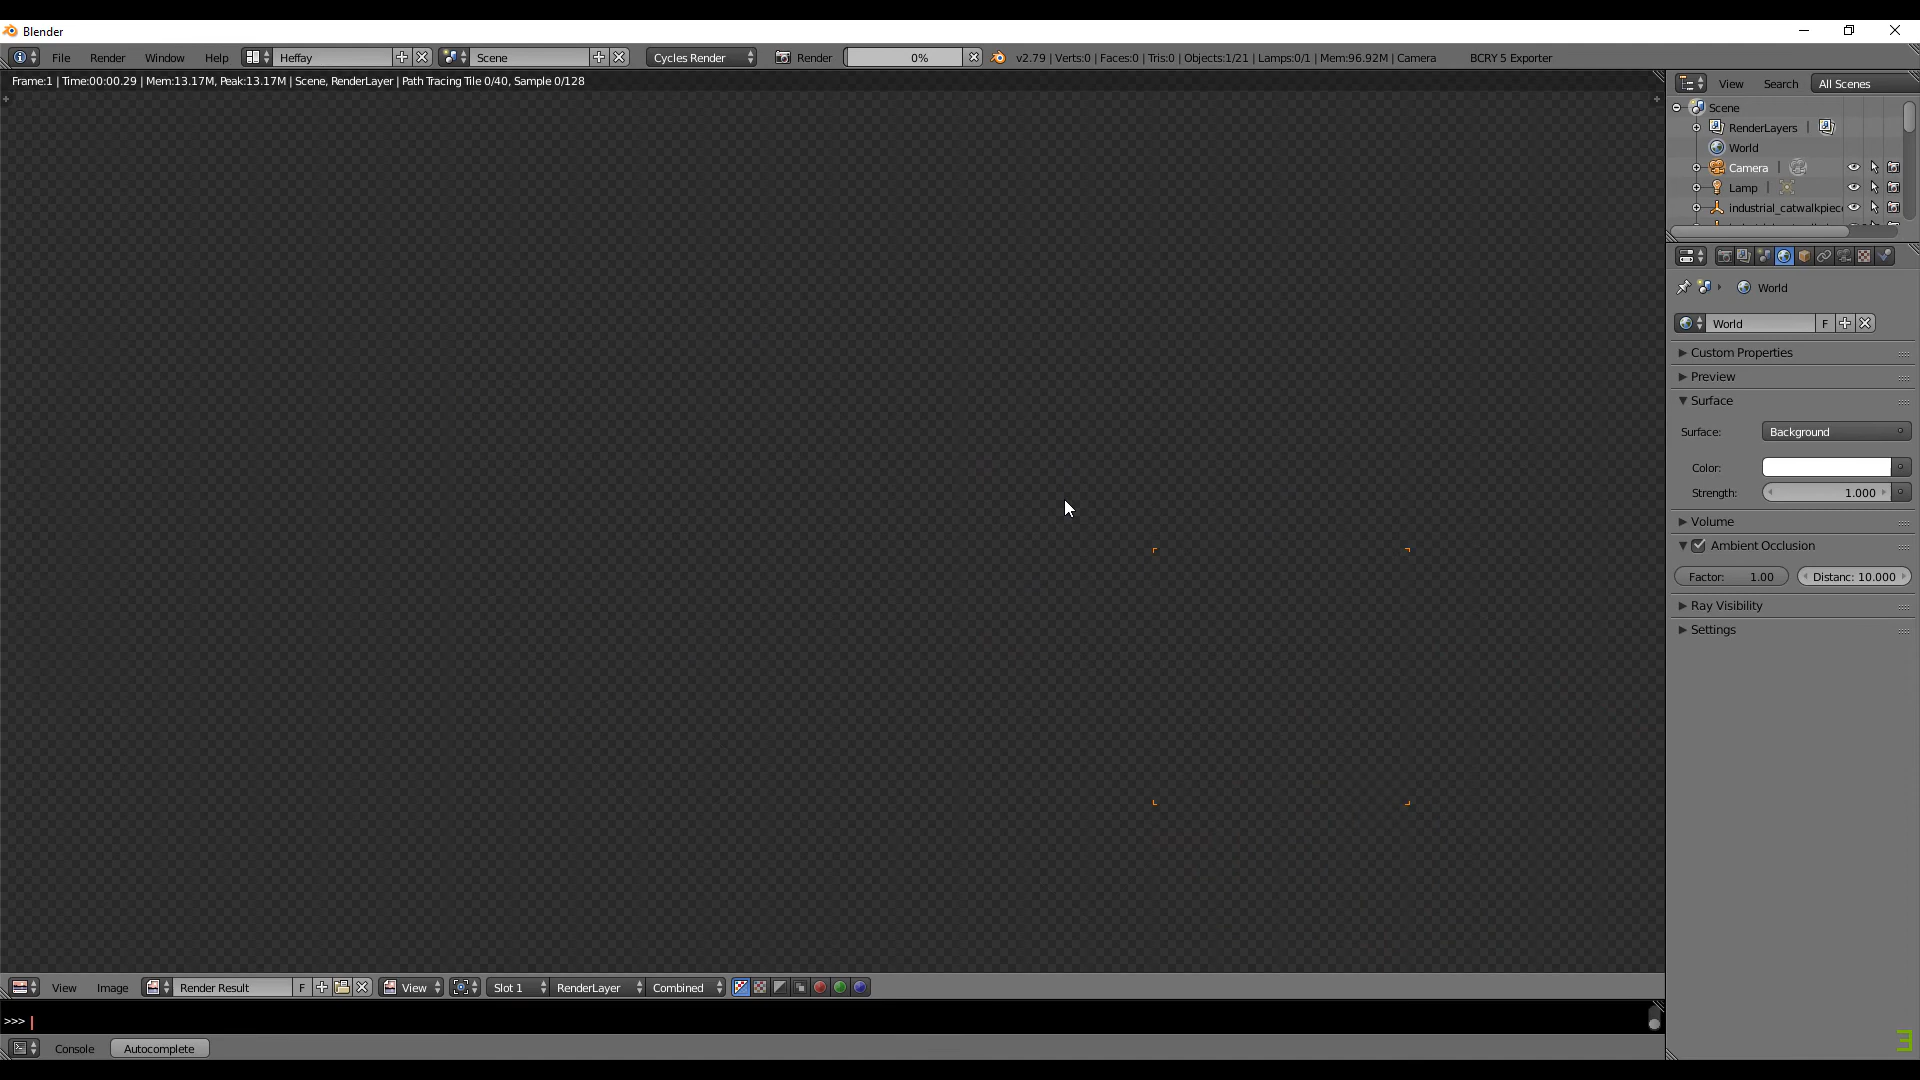 Blender
File Render Window Help Heffay Scene Cycles Render Render 0% v2.79 | Verts:0 | Faces:0 | Tris:0 | Objects:1/21 | Lamps:0/1 | Mem:96.92M | Camera BCRY 5 Exporter
Frame:1 | Time:00:00.29 | Mem:13.17M, Peak:13.17M | Scene, RenderLayer | Path Tracing Tile 0/40, Sample 0/128
View Search All Scenes
Scene
RenderLayers |
World
Camera |
Lamp |
industrial_catwalkpiec
World
World F
Custom Properties
Preview
Surface
Surface: Background
Color:
Strength: 1.000
Volume
Ambient Occlusion
Factor: 1.00 Distanc: 10.000
Ray Visibility
Settings
View Image Render Result F View Slot 1 RenderLayer Combined
>>>
Console Autocomplete
3